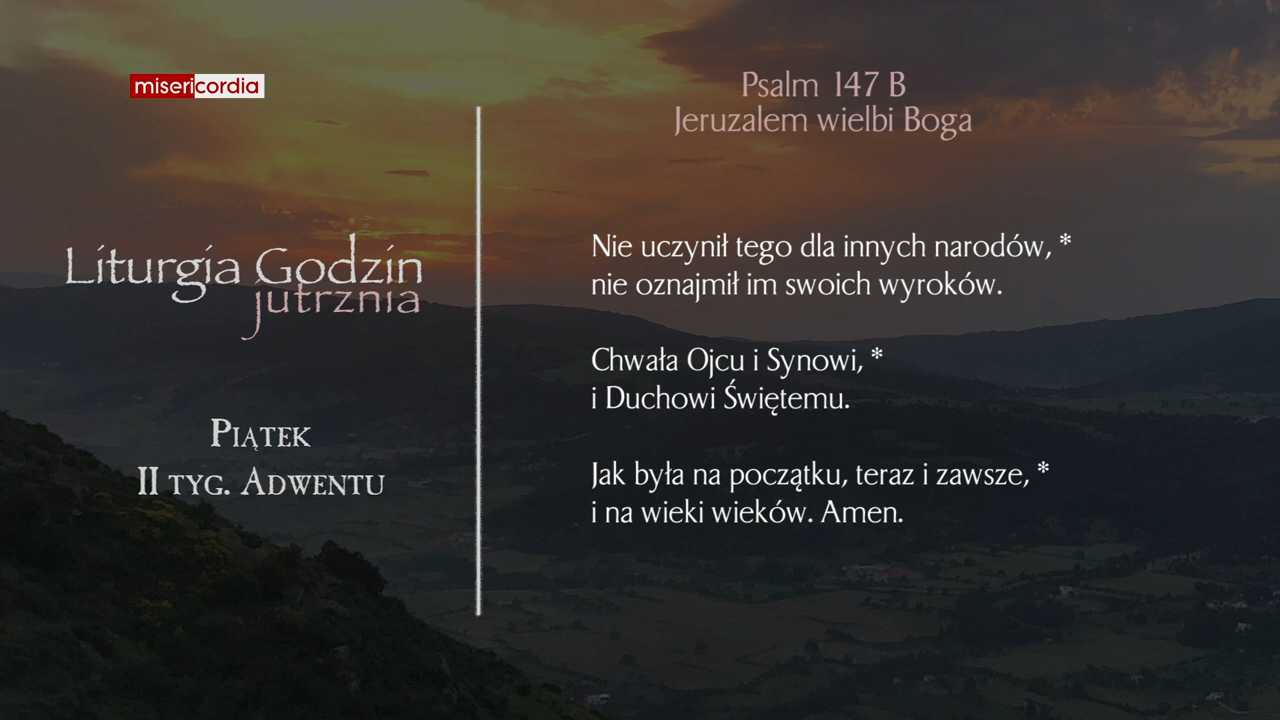 misericordia
Liturgia Godzin
jutrznia
Piątek
II tyg. Adwentu
Psalm 147 B
Jeruzalem wielbi Boga
Nie uczynił tego dla innych narodów, *
nie oznajmił im swoich wyroków.
Chwała Ojcu i Synowi, *
i Duchowi Świętemu.
Jak była na początku, teraz i zawsze, *
i na wieki wieków. Amen.